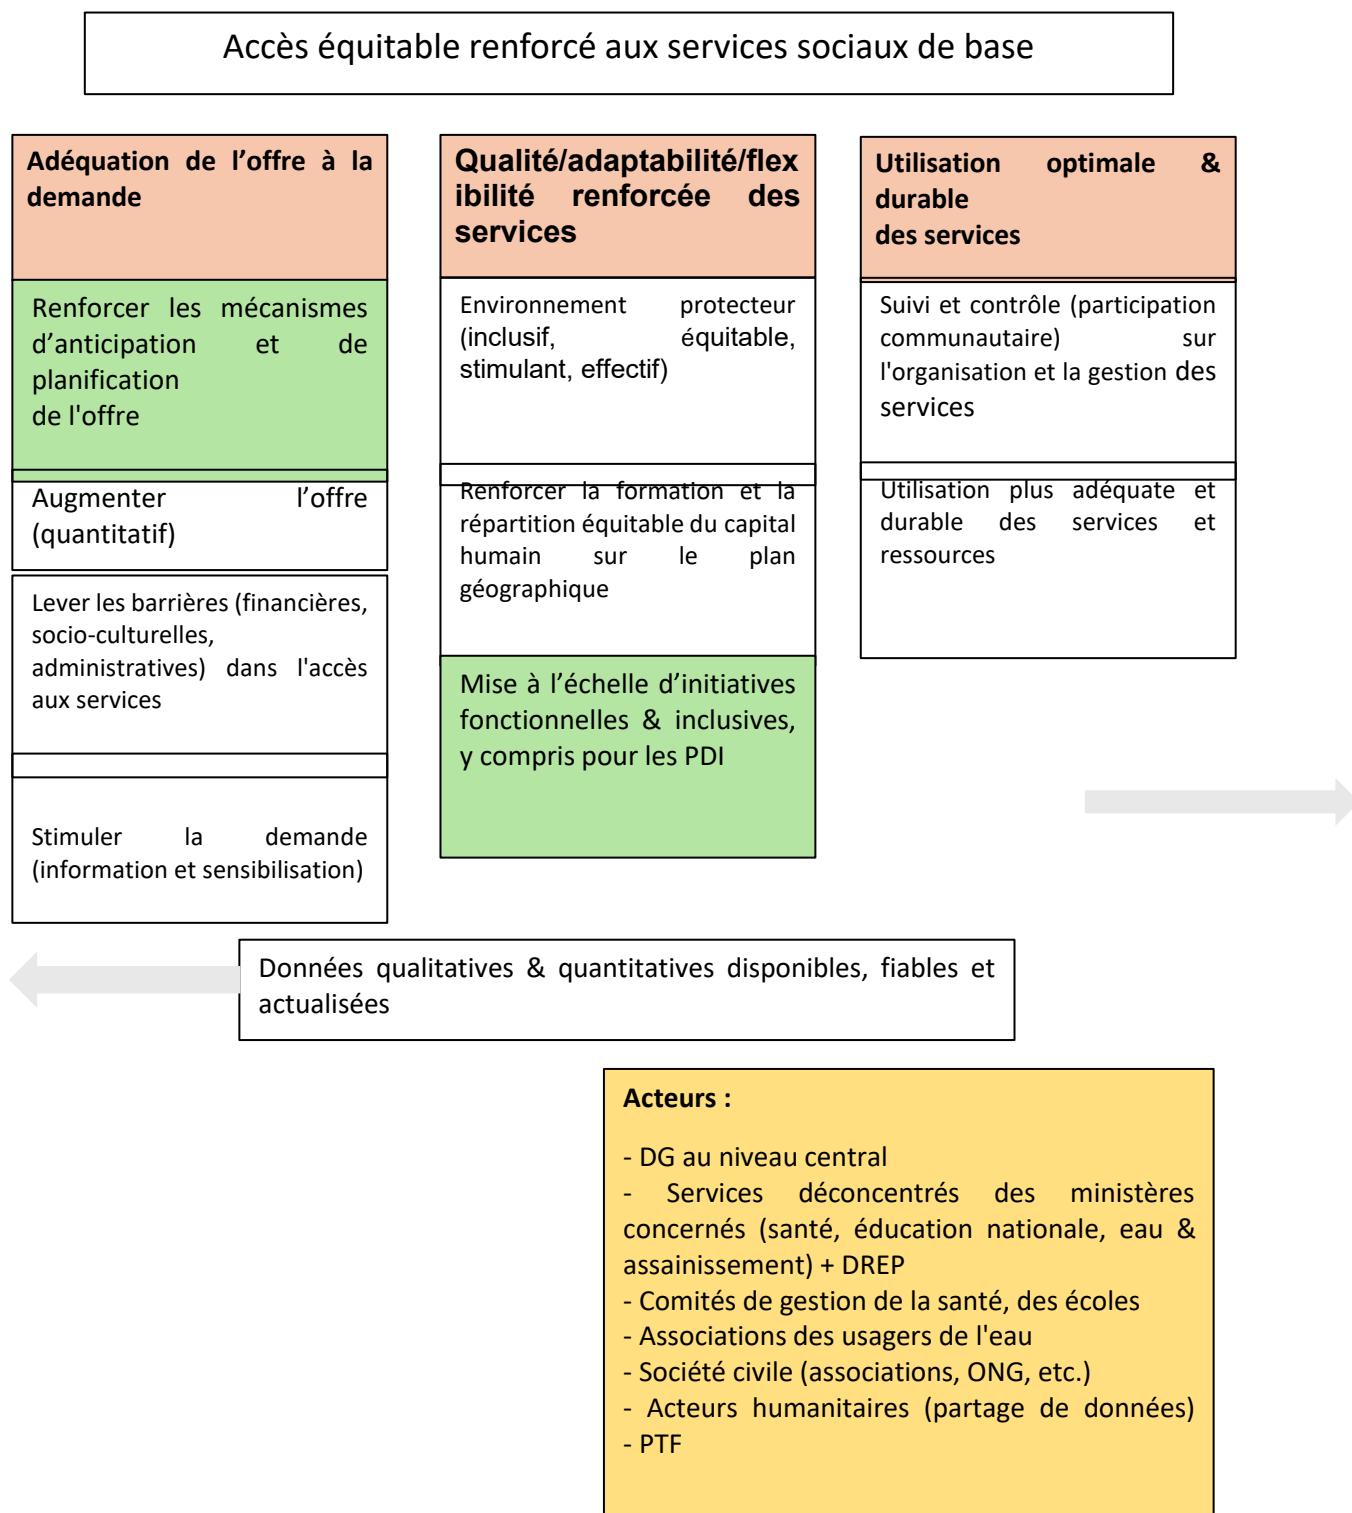 Accès équitable renforcé aux services sociaux de base
Adéquation de l’offre à la
demande
Renforcer les mécanismes
d’anticipation et de
planification
de l'offre
Augmenter l’offre
(quantitatif)
Lever les barrières (financières,
socio-culturelles,
administratives) dans l'accès
aux services
Stimuler la demande
(information et sensibilisation)
Qualité/adaptabilité/flex
ibilité renforcée des
services
Environnement protecteur
(inclusif, équitable,
stimulant, effectif)
Renforcer la formation et la
répartition équitable du capital
humain sur le plan
géographique
Mise à l’échelle d’initiatives
fonctionnelles & inclusives,
y compris pour les PDI
Utilisation optimale &
durable
des services
Suivi et contrôle (participation
communautaire) sur
l'organisation et la gestion des
services
Utilisation plus adéquate et
durable des services et
ressources
Données qualitatives & quantitatives disponibles, fiables et
actualisées
Acteurs :
- DG au niveau central
- Services déconcentrés des ministères
concernés (santé, éducation nationale, eau &
assainissement) + DREP
- Comités de gestion de la santé, des écoles
- Associations des usagers de l'eau
- Société civile (associations, ONG, etc.)
- Acteurs humanitaires (partage de données)
- PTF